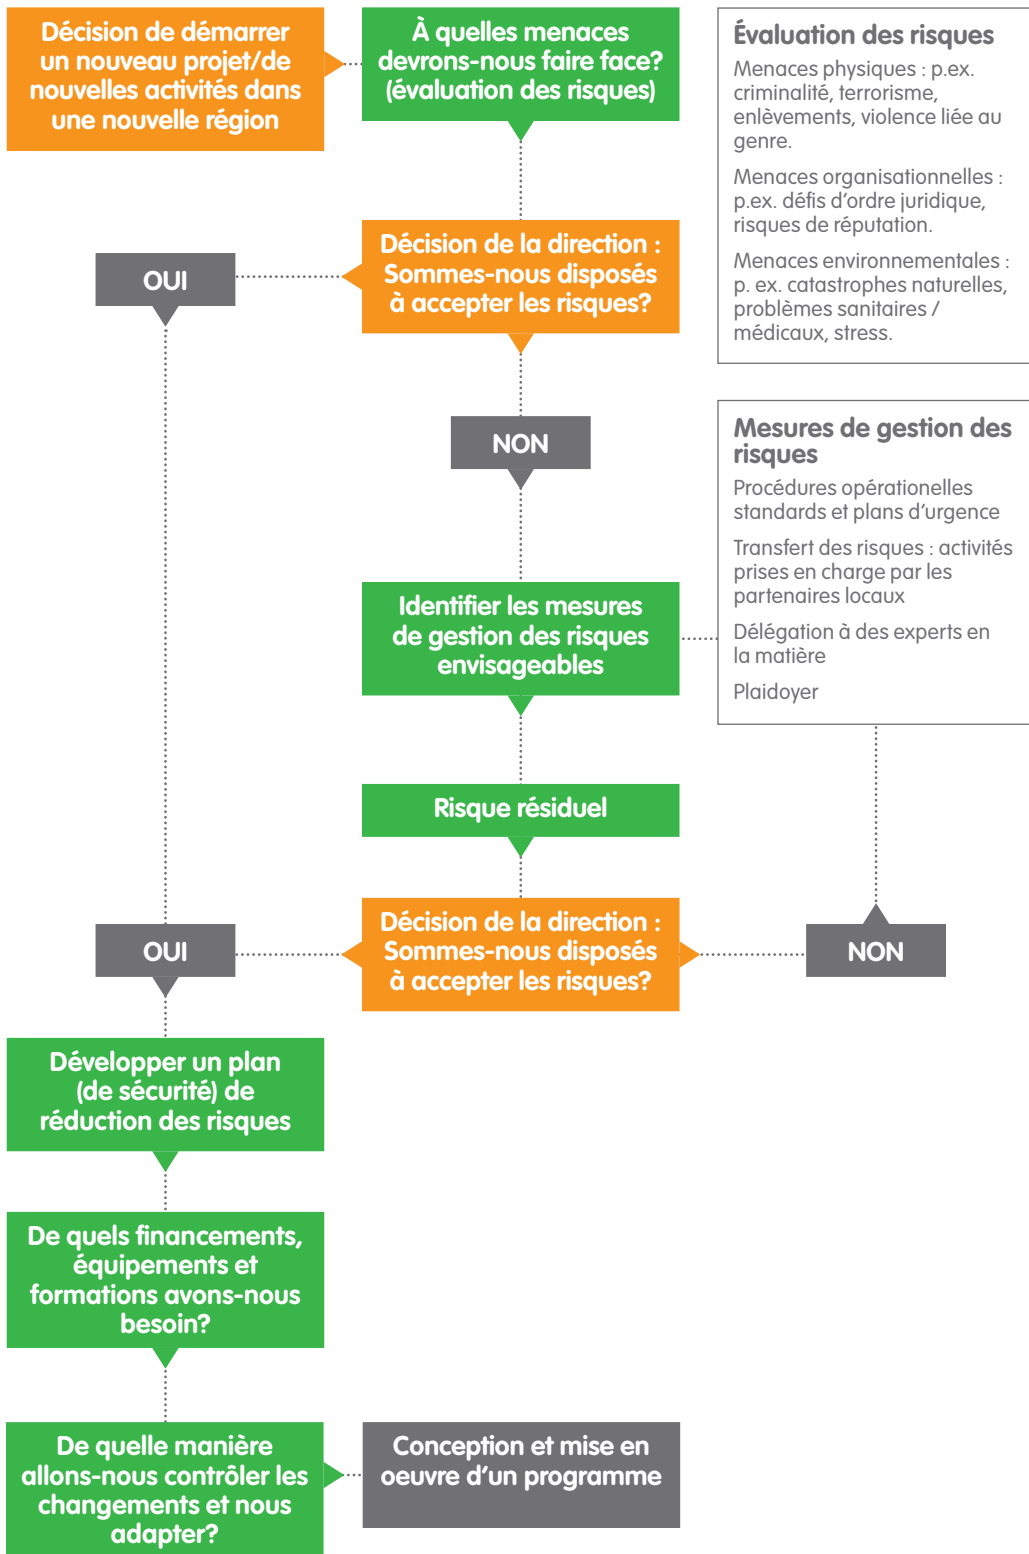 Décision de démarrer
un nouveau projet/de
nouvelles activités dans
une nouvelle région
À quelles menaces
devrons-nous faire face?
(évaluation des risques)
Évaluation des risques
Menaces physiques : p.ex.
criminalité, terrorisme,
enlèvements, violence liée au
genre.
Menaces organisationnelles :
p.ex. défis d'ordre juridique,
risques de réputation.
Menaces environnementales :
p. ex. catastrophes naturelles,
problèmes sanitaires /
médicaux, stress.
Décision de la direction :
Sommes-nous disposés
à accepter les risques?
OUI
NON
Mesures de gestion des
risques
Procédures opérationelles
standards et plans d'urgence
Transfert des risques : activités
prises en charge par les
partenaires locaux
Délégation à des experts en
la matière
Plaidoyer
Identifier les mesures
de gestion des risques
envisageables
Risque résiduel
Décision de la direction :
Sommes-nous disposés
à accepter les risques?
OUI
NON
Développer un plan
(de sécurité) de
réduction des risques
De quels financements,
équipements et
formations avons-nous
besoin?
De quelle manière
allons-nous contrôler les
changements et nous
adapter?
Conception et mise en
oeuvre d'un programme